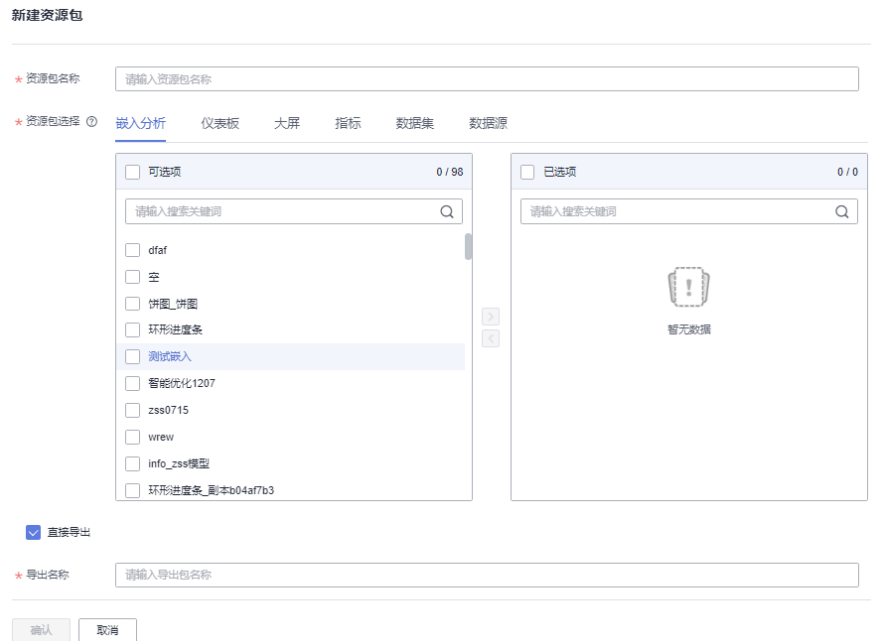 新建资源包
* 资源包名称 请输入资源包名称
* 资源包选择 嵌入分析 仪表板 大屏 指标 数据集 数据源
可选项 0 / 98 已选项 0 / 0
请输入搜索关键词 请输入搜索关键词
dfaf
空
饼图_饼图
环形进度条
暂无数据
测试嵌入
智能优化1207
zss0715
wrew
info_zss模型
环形进度条_副本b04af7b3
直接导出
* 导出名称 请输入导出包名称
确认 取消